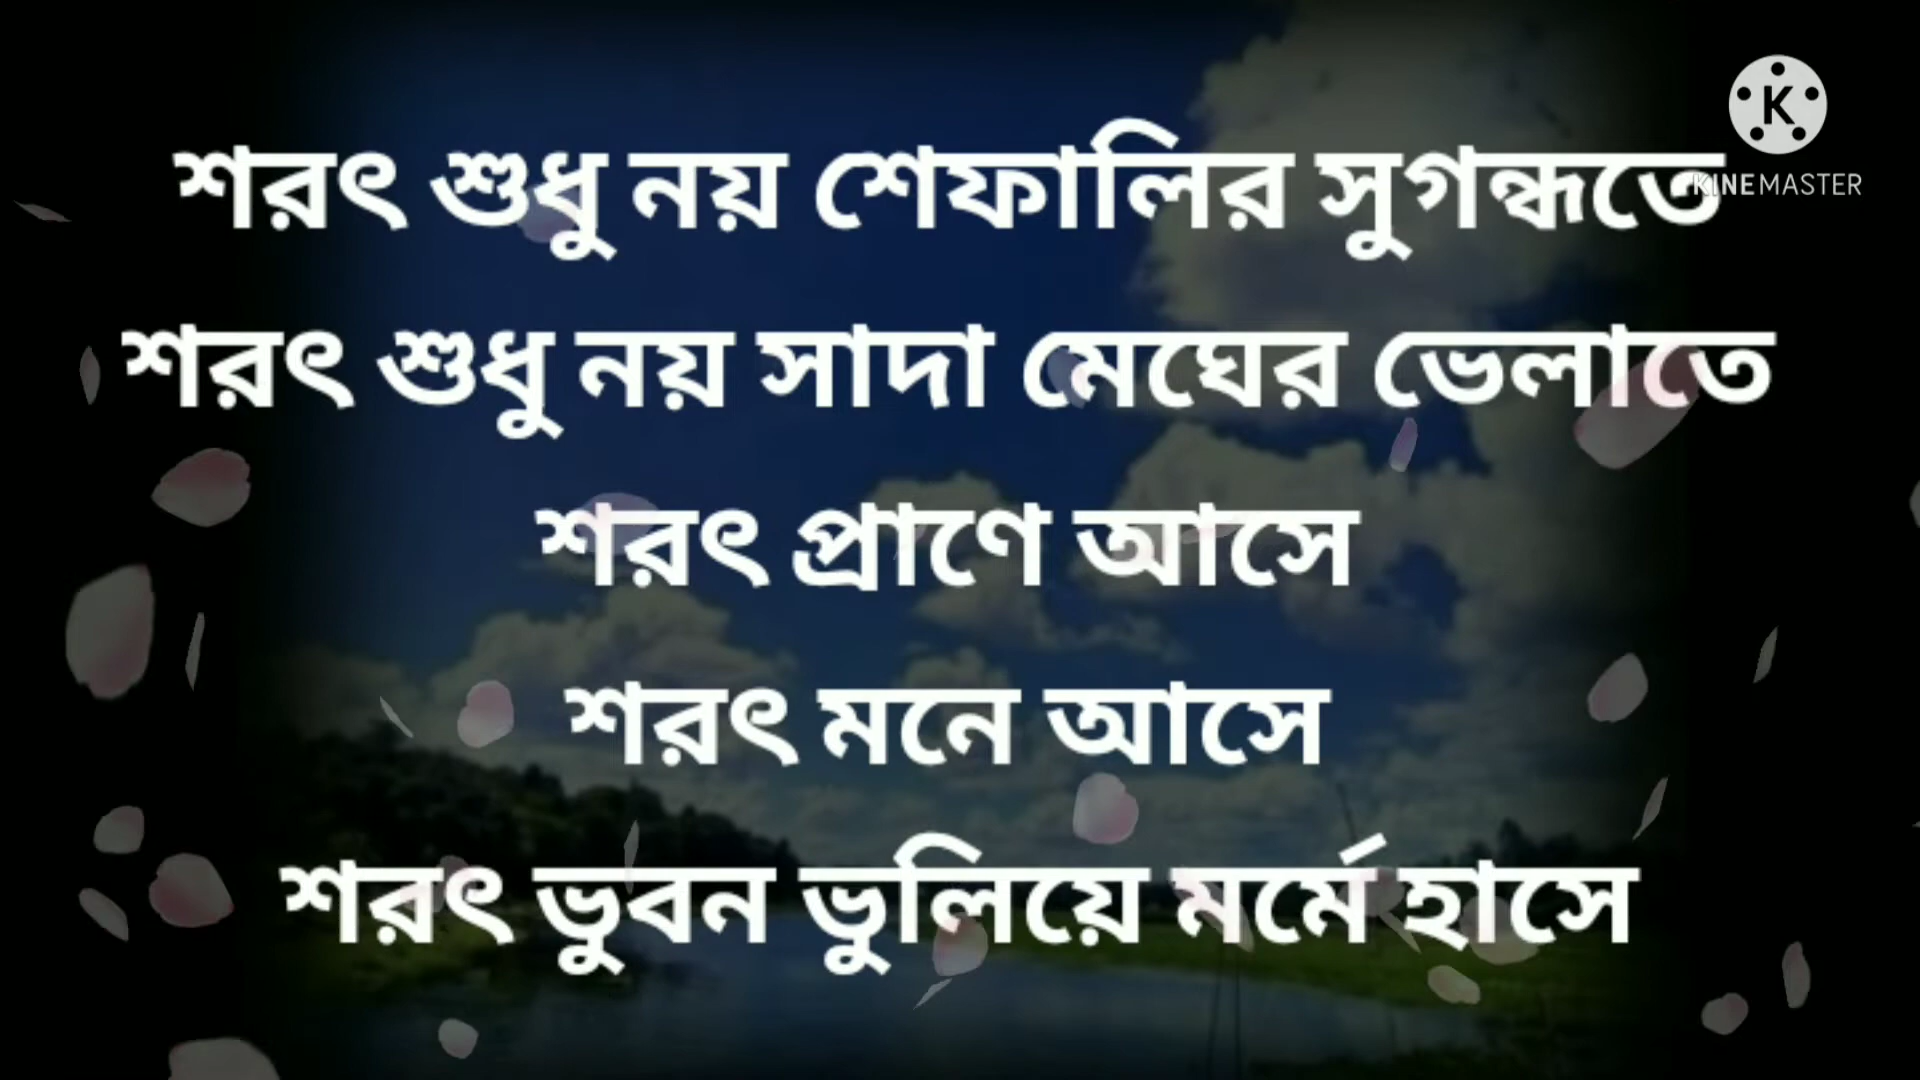 শরৎ শুধু নয় শেফালির সুগন্ধতে
শরৎ শুধু নয় সাদা মেঘের ভেলাতে
শরৎ প্রাণে আসে
শরৎ মনে আসে
শরৎ ভুবন ভুলিয়ে মর্মে হাসে
K
KINEMASTER